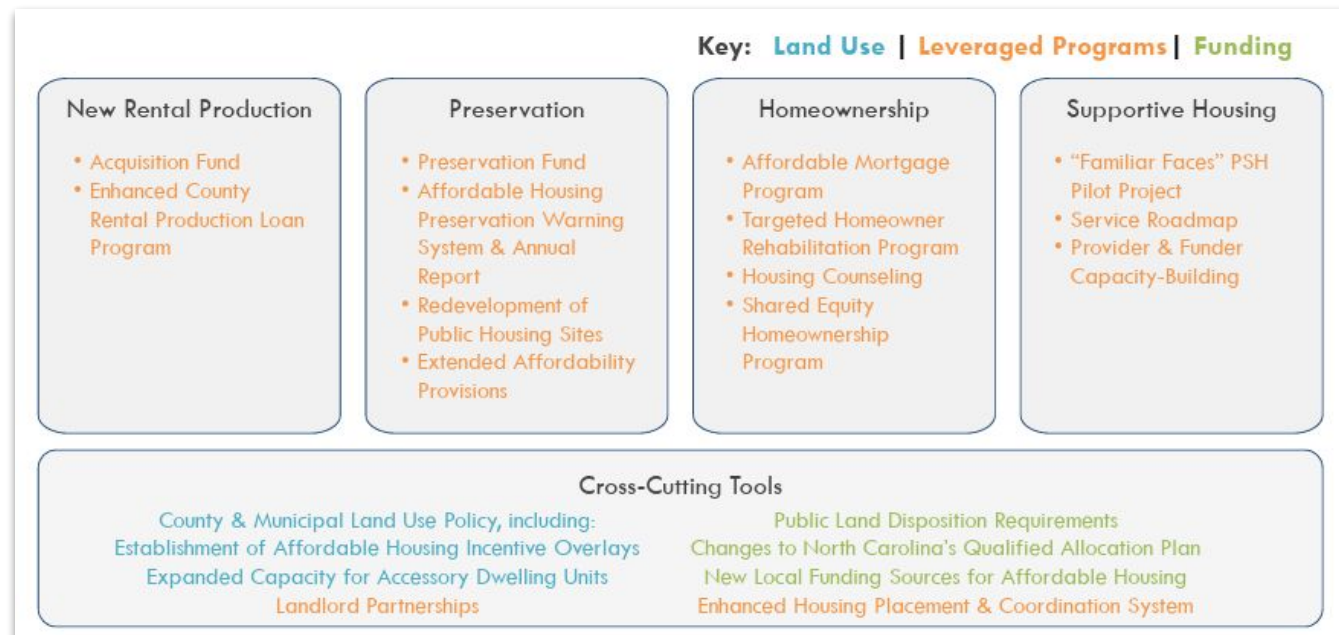 Key: Land Use | Leveraged Programs | Funding
New Rental Production
• Acquisition Fund
• Enhanced County
Rental Production Loan
Program
Preservation
• Preservation Fund
• Affordable Housing
Preservation Warning
System & Annual
Report
• Redevelopment of
Public Housing Sites
• Extended Affordability
Provisions
Homeownership
• Affordable Mortgage
Program
• Targeted Homeowner
Rehabilitation Program
• Housing Counseling
• Shared Equity
Homeownership
Program
Supportive Housing
• “Familiar Faces” PSH
Pilot Project
• Service Roadmap
• Provider & Funder
Capacity-Building
Cross-Cutting Tools
County & Municipal Land Use Policy, including:
Establishment of Affordable Housing Incentive Overlays
Expanded Capacity for Accessory Dwelling Units
Landlord Partnerships
Public Land Disposition Requirements
Changes to North Carolina's Qualified Allocation Plan
New Local Funding Sources for Affordable Housing
Enhanced Housing Placement & Coordination System